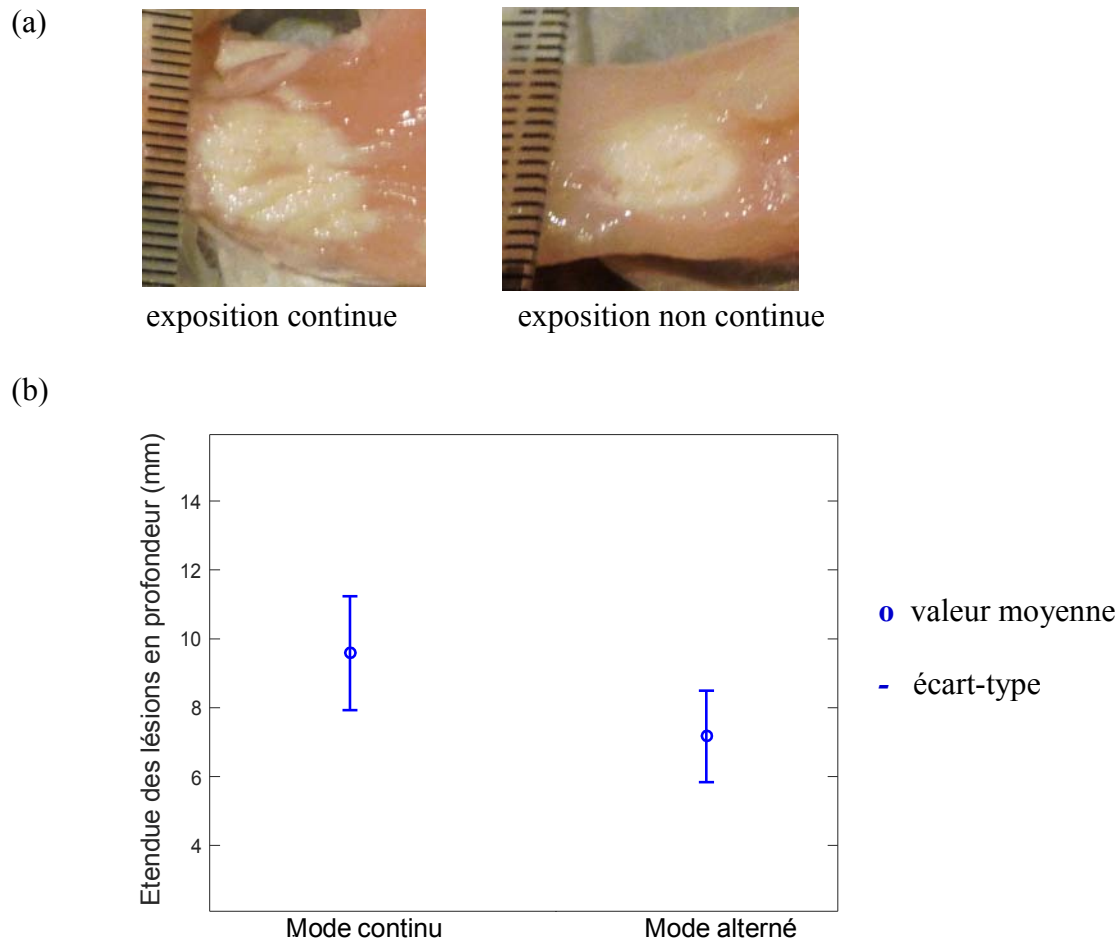 (a)
exposition continue
exposition non continue
(b)
Etendue des lésions en profondeur (mm)
14
12
10
8
6
4
Mode continu
Mode alterné
o valeur moyenne
- écart-type